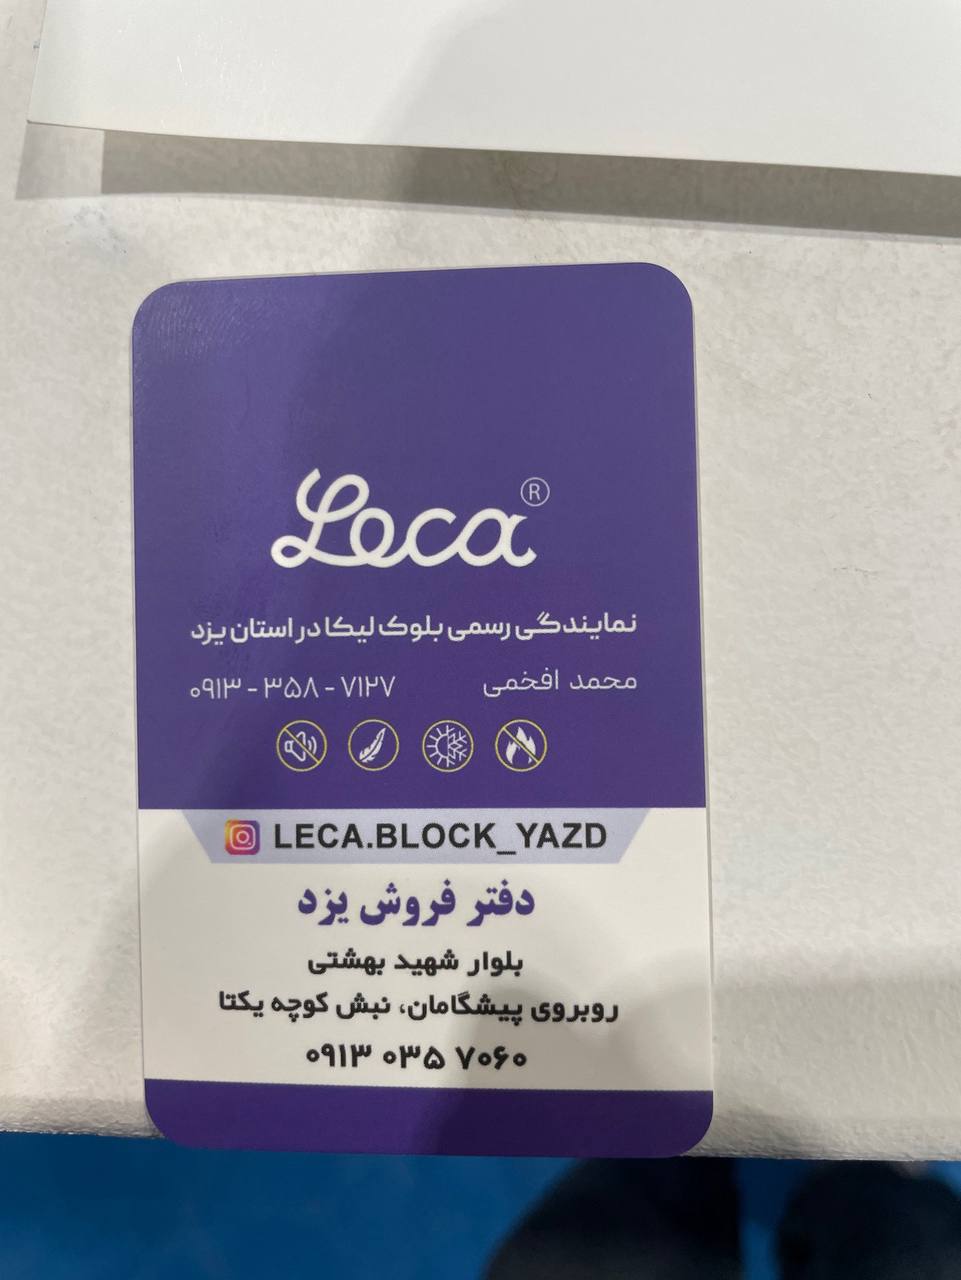 Leca®
نمایندگی رسمی بلوک لیکا در استان یزد
محمد افخمی ۰۹۱۳ - ۳۵۸ - ۷۱۲۷
LECA.BLOCK_YAZD
دفتر فروش یزد
بلوار شهید بهشتی
روبروی پیشگامان، نبش کوچه یکتا
۰۹۱۳ ۰۳۵ ۷۰۶۰